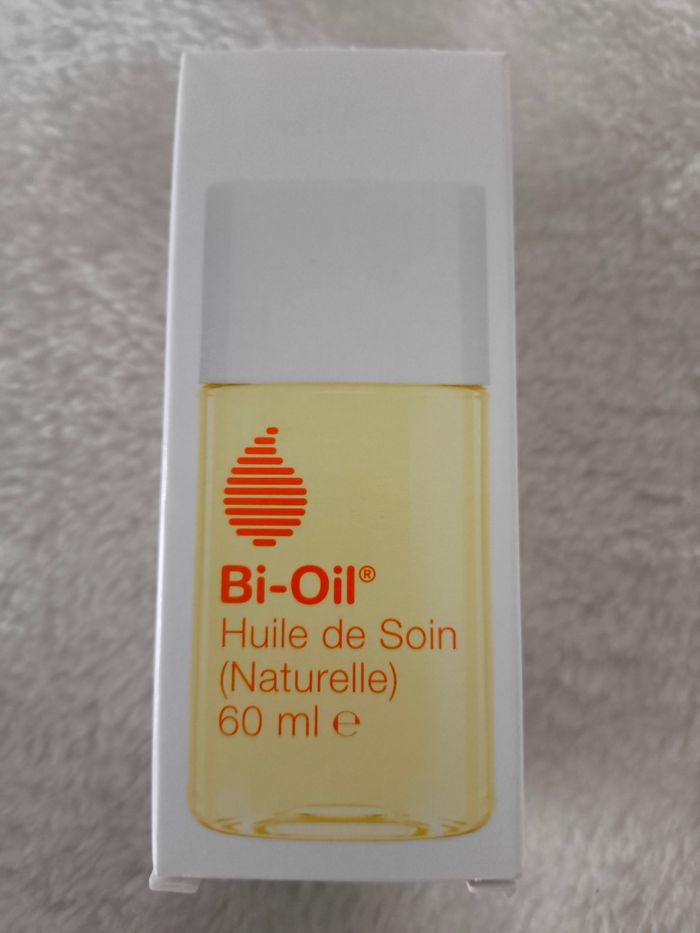 Bi-Oil®
Huile de Soin
(Naturelle)
60 ml ℮